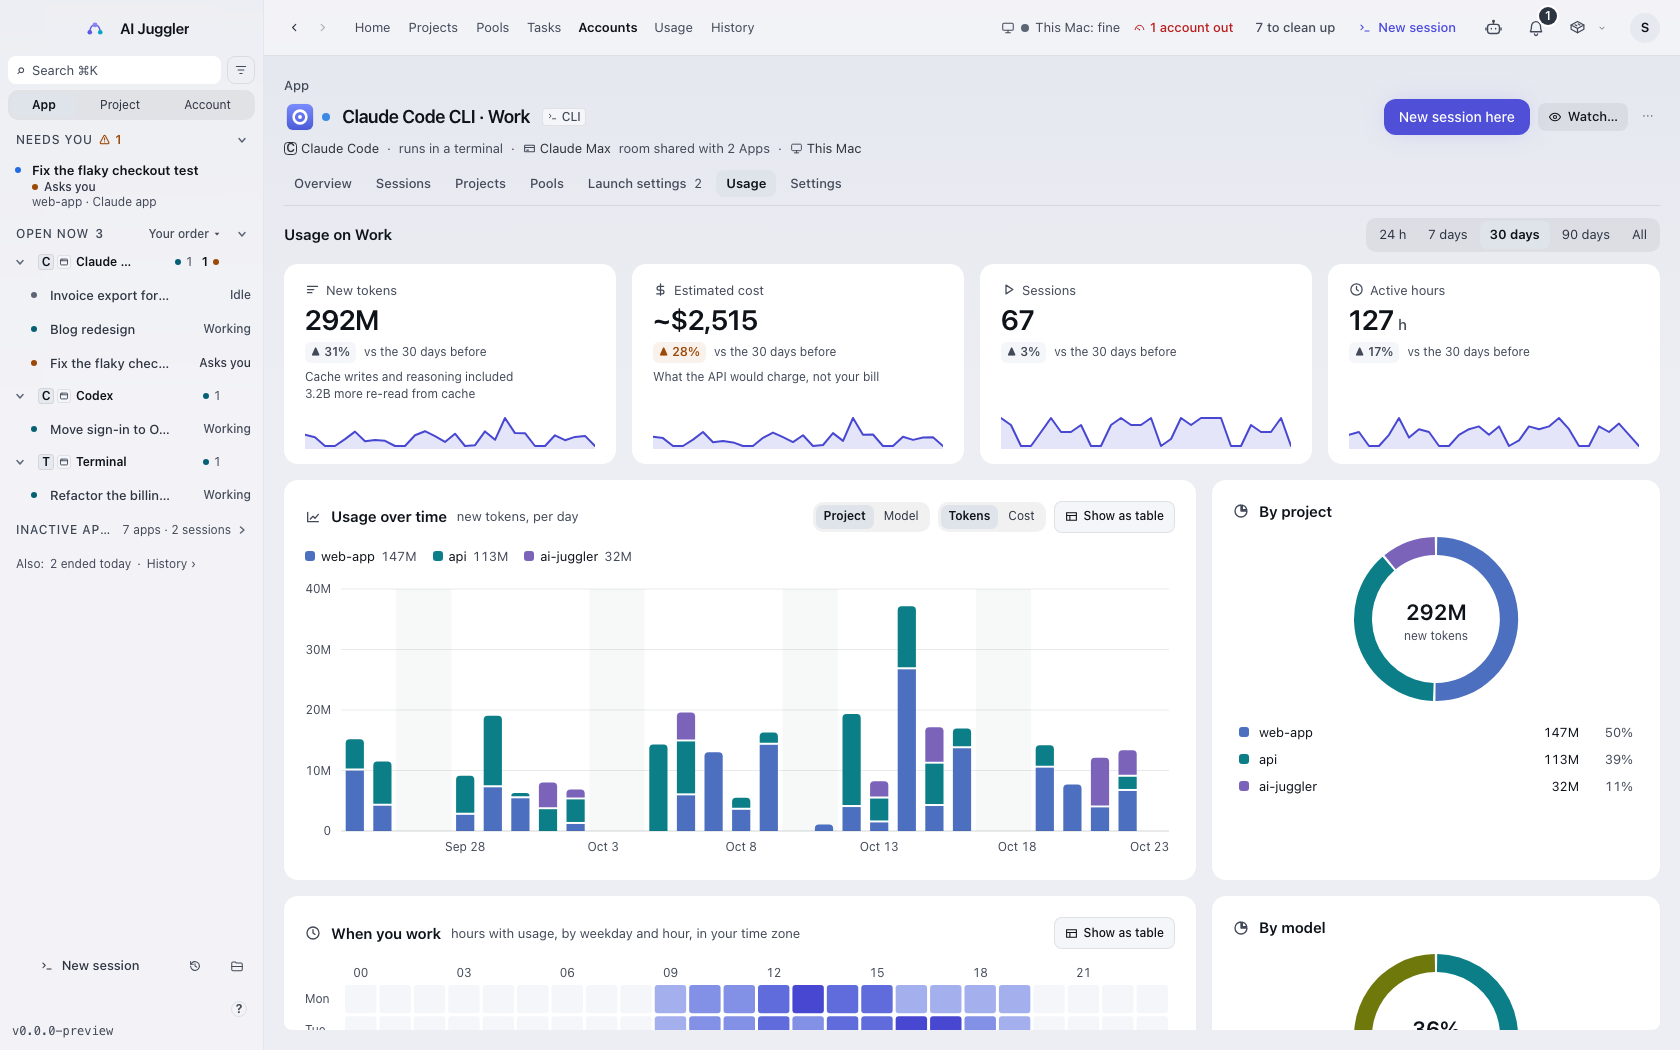 AI Juggler
Search ⌘K
App Project Account
NEEDS YOU 1
Fix the flaky checkout test
Asks you
web-app · Claude app
OPEN NOW 3 Your order
C Claude ... 1 1
Invoice export for... Idle
Blog redesign Working
Fix the flaky chec... Asks you
C Codex 1
Move sign-in to O... Working
T Terminal 1
Refactor the billin... Working
INACTIVE AP... 7 apps · 2 sessions
Also: 2 ended today · History ›
New session
?
v0.0.0-preview
Home Projects Pools Tasks Accounts Usage History
This Mac: fine 1 account out 7 to clean up New session 1 S
App
Claude Code CLI · Work CLI
New session here Watch... ...
C Claude Code · runs in a terminal · Claude Max room shared with 2 Apps · This Mac
Overview Sessions Projects Pools Launch settings 2 Usage Settings
Usage on Work
24 h 7 days 30 days 90 days All
New tokens
292M
▲ 31% vs the 30 days before
Cache writes and reasoning included
3.2B more re-read from cache
$ Estimated cost
~$2,515
▲ 28% vs the 30 days before
What the API would charge, not your bill
Sessions
67
▲ 3% vs the 30 days before
Active hours
127 h
▲ 17% vs the 30 days before
Usage over time new tokens, per day
Project Model Tokens Cost Show as table
web-app 147M api 113M ai-juggler 32M
40M
30M
20M
10M
0
Sep 28 Oct 3 Oct 8 Oct 13 Oct 18 Oct 23
By project
292M
new tokens
web-app 147M 50%
api 113M 39%
ai-juggler 32M 11%
When you work hours with usage, by weekday and hour, in your time zone
Show as table
00 03 06 09 12 15 18 21
Mon
Tue
By model
36%